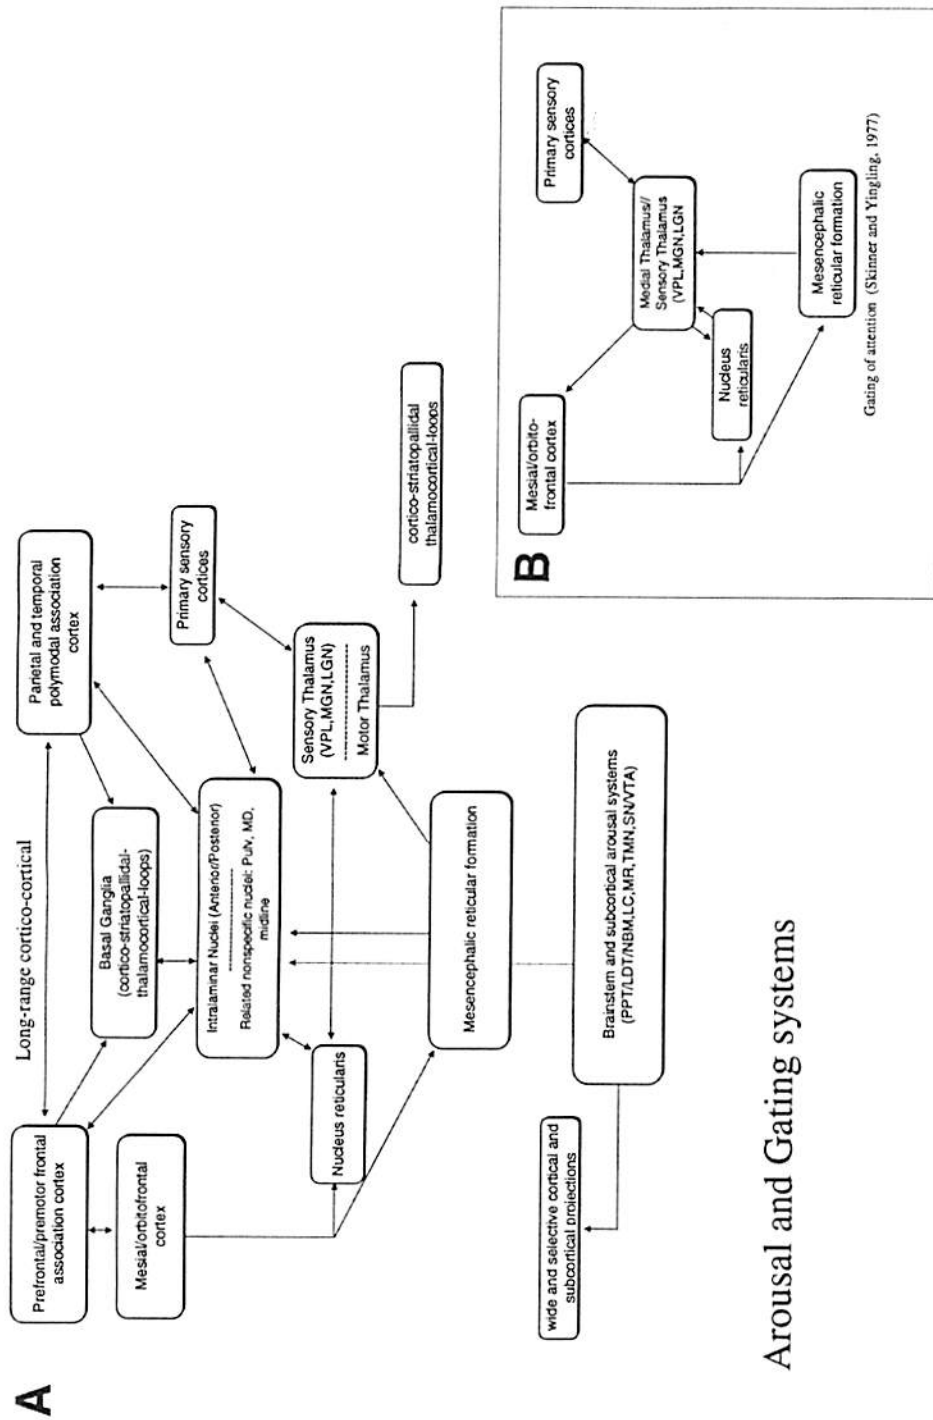 A
Long-range cortico-cortical
Prefrontal/premotor frontal
association cortex
Parietal and temporal
polymodal association
cortex
Mesial/orbitofrontal
cortex
Basal Ganglia
(cortico-striatopallidal-
thalamocortical-loops)
Primary sensory
cortices
Intralaminar Nuclei (Anterior/Posterior)
Related nonspecific nuclei: Pulv, MD,
midline
Nucleus reticularis
Sensory Thalamus
(VPL,MGN,LGN)
Motor Thalamus
cortico-striatopallidal
thalamocortical-loops
Mesencephalic reticular formation
wide and selective cortical and
subcortical projections
Brainstem and subcortical arousal systems
(PPT/LDT/NBM,LC,MR,TMN,SN/VTA)
Arousal and Gating systems
B
Mesial/orbito-
frontal cortex
Primary sensory
cortices
Medial Thalamus//
Sensory Thalamus
(VPL,MGN,LGN
Nucleus
reticularis
Mesencephalic
reticular formation
Gating of attention (Skinner and Yingling, 1977)